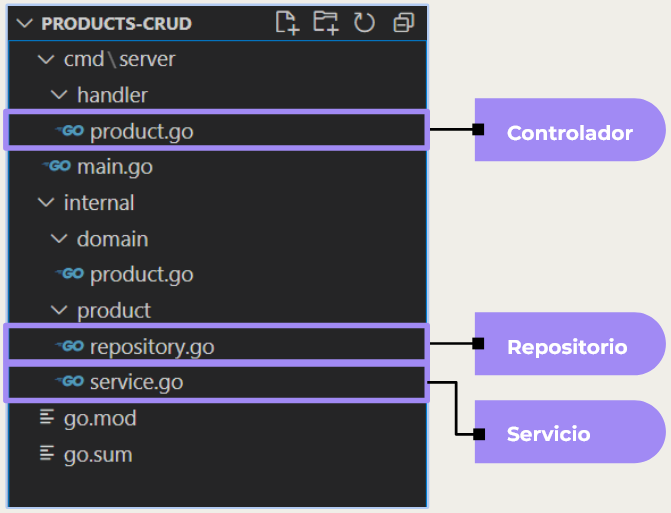 PRODUCTS-CRUD
cmd\server
handler
GO product.go
Controlador
GO main.go
internal
domain
GO product.go
product
GO repository.go
Repositorio
GO service.go
Servicio
go.mod
go.sum